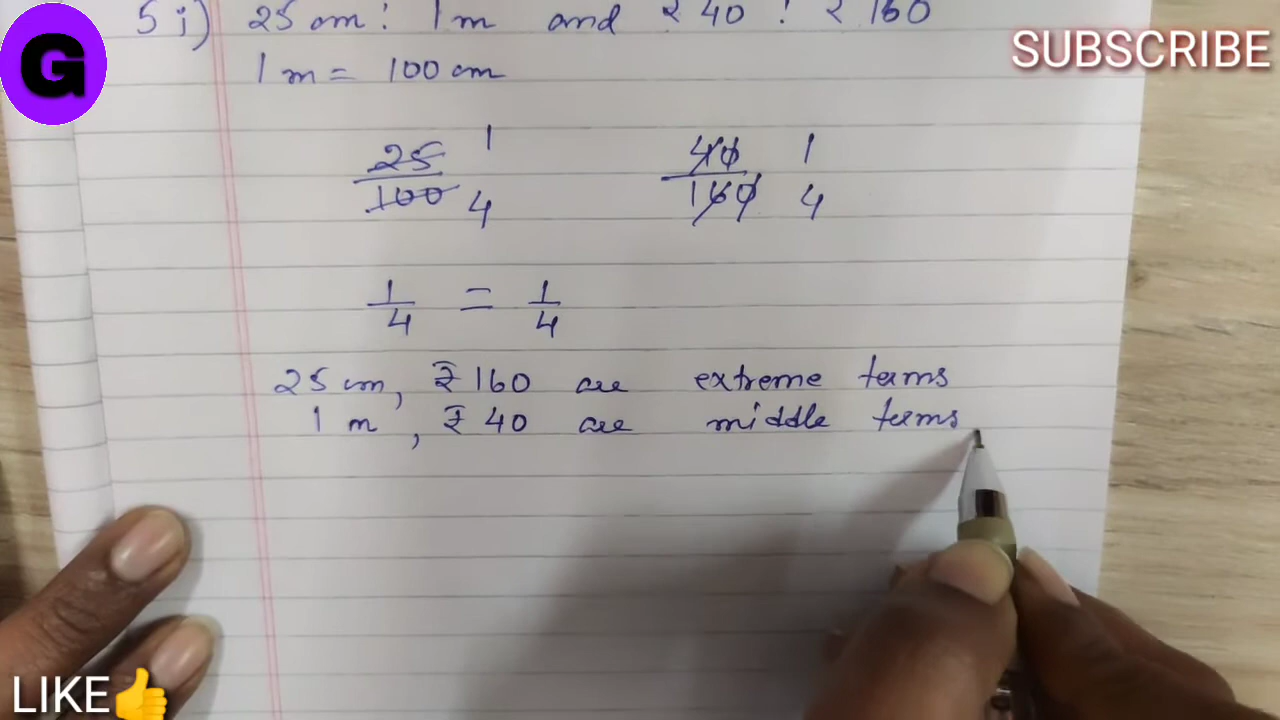 5 i) 25 cm : 1 m and ₹ 40 : ₹ 160
G
SUBSCRIBE
1 m = 100 cm
25 1 40 1
100 4 160 4
1 = 1
4 4
25 cm, ₹ 160 are extreme terms
1 m, ₹ 40 are middle terms
LIKE👍